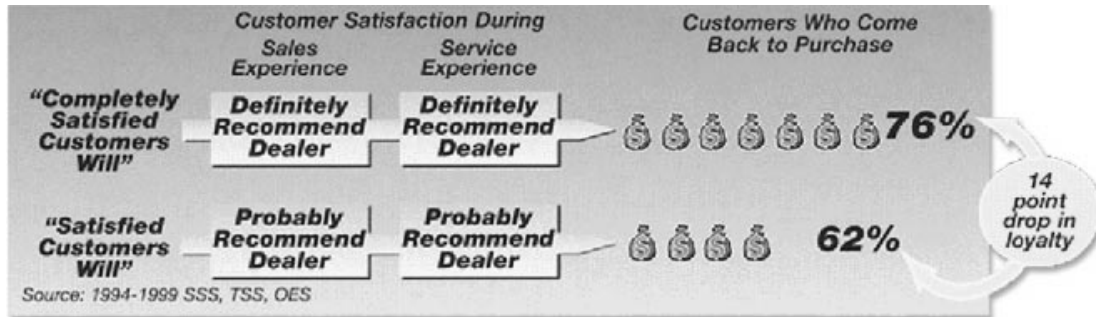 Customer Satisfaction During
Customers Who Come
Back to Purchase
Sales
Experience
Service
Experience
"Completely
Satisfied
Customers
Will"
Definitely
Recommend
Dealer
Definitely
Recommend
Dealer
76%
14
point
drop in
loyalty
"Satisfied
Customers
Will"
Probably
Recommend
Dealer
Probably
Recommend
Dealer
62%
Source: 1994-1999 SSS, TSS, OES